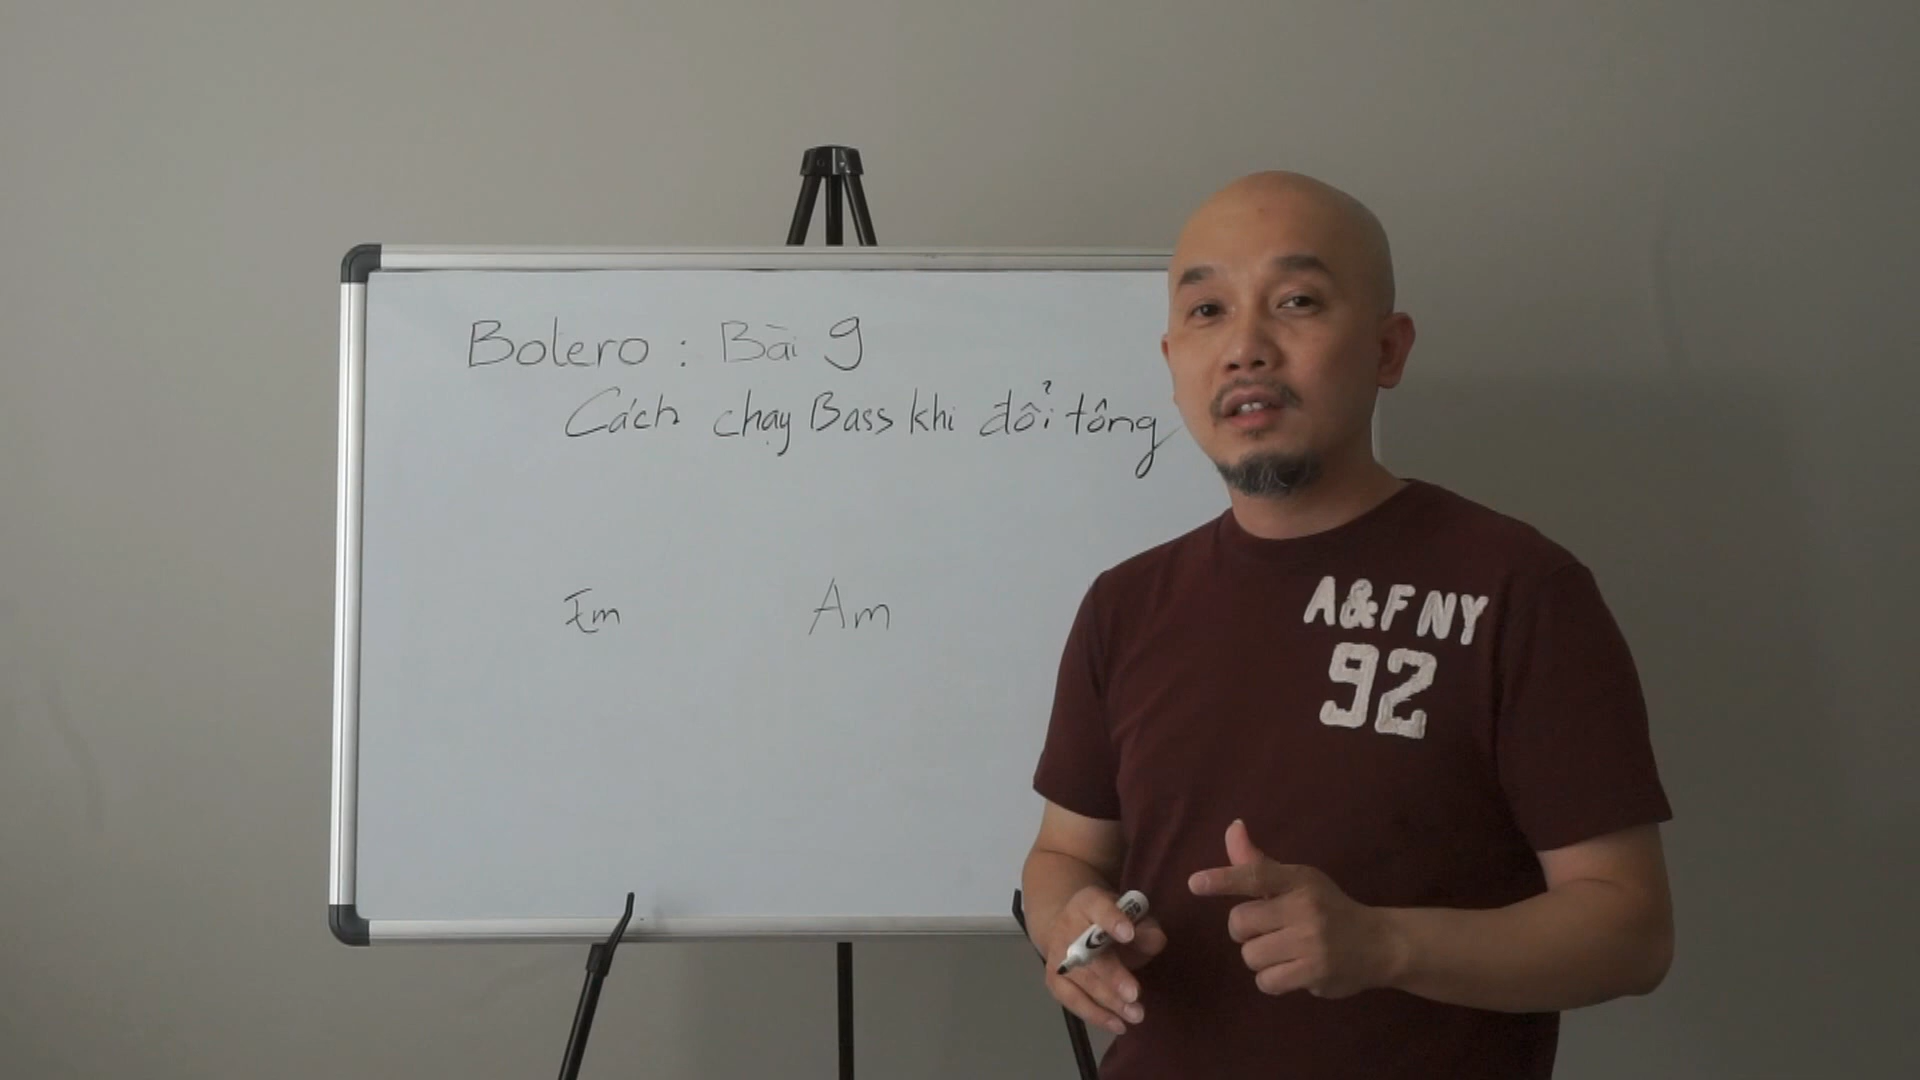 Bolero : Bài 9
Cách chạy Bass khi đổi tông
Em Am
A&F NY
92